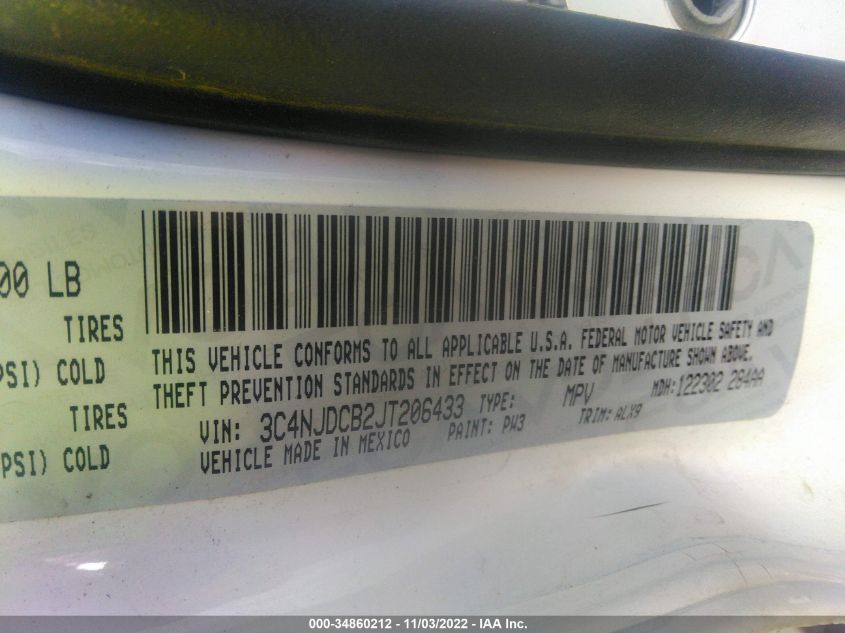 00 LB
TIRES
PSI) COLD
TIRES
PSI) COLD
THIS VEHICLE CONFORMS TO ALL APPLICABLE U.S.A. FEDERAL MOTOR VEHICLE SAFETY AND
THEFT PREVENTION STANDARDS IN EFFECT ON THE DATE OF MANUFACTURE SHOWN ABOVE.
VIN: 3C4NJDCB2JT206433 TYPE: MPV MDH:122302 284AA
VEHICLE MADE IN MEXICO PAINT: PW3 TRIM: ALX9
000-34860212 - 11/03/2022 - IAA Inc.